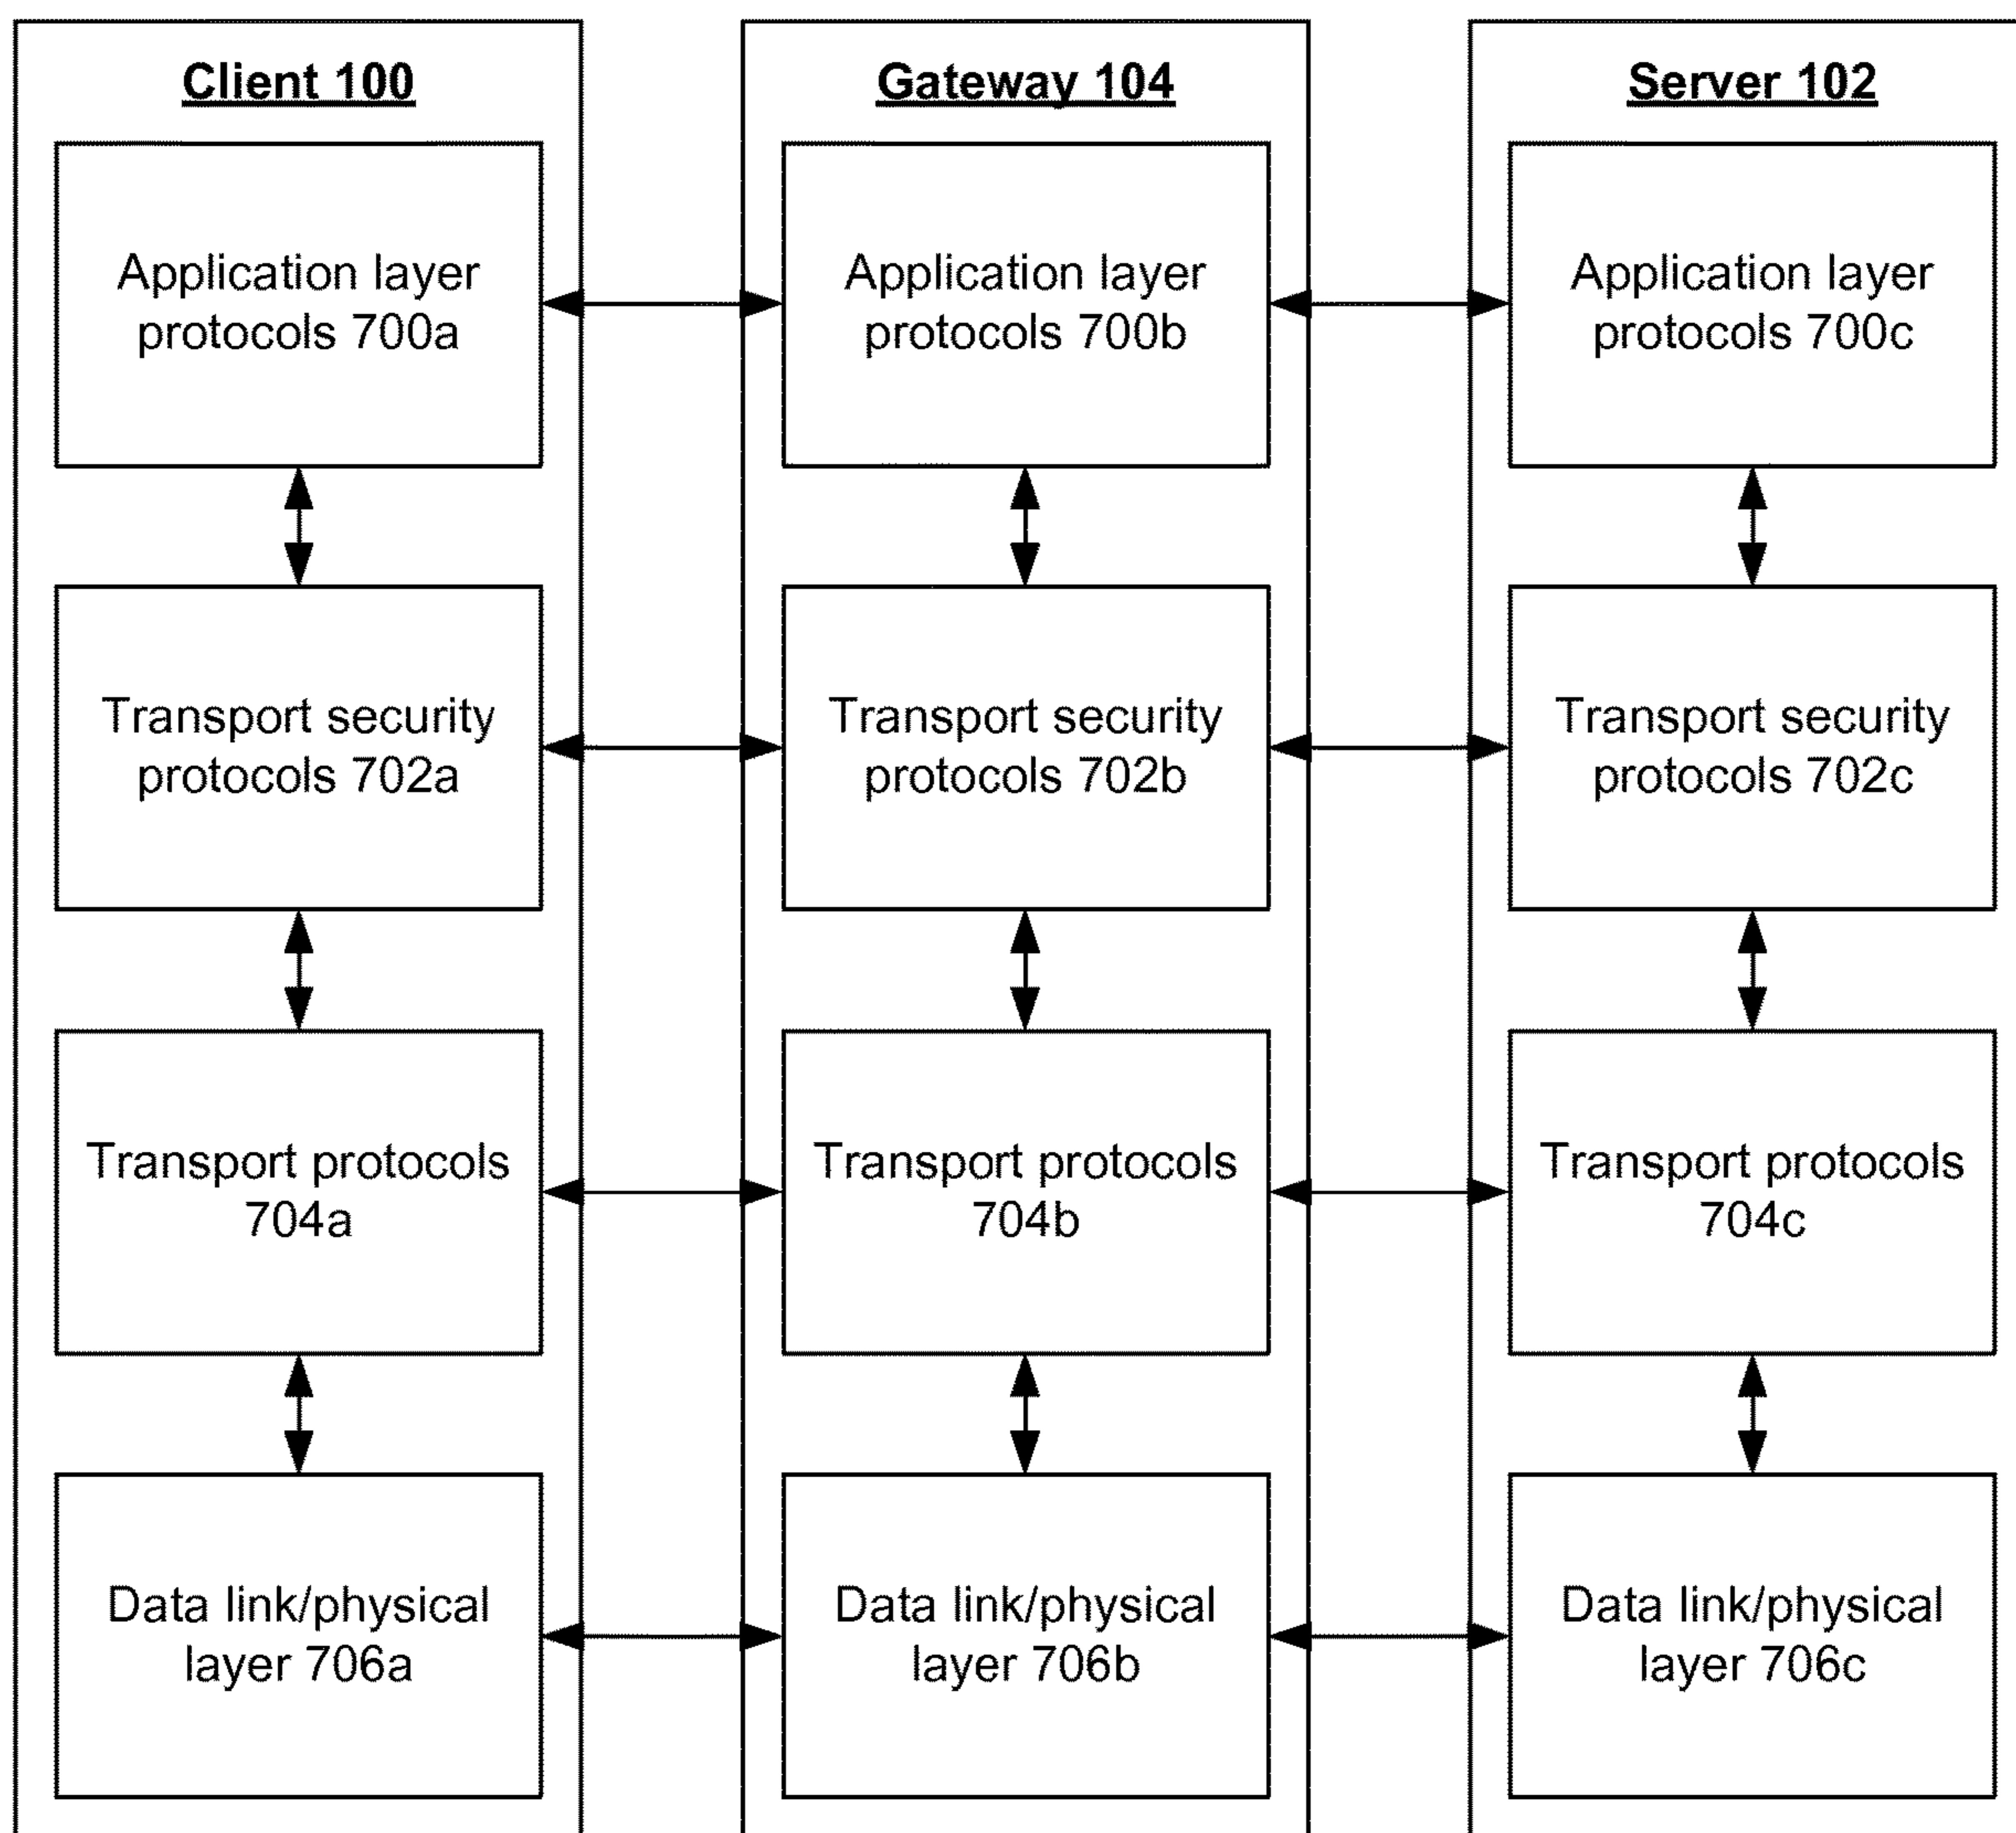 Client 100
Gateway 104
Server 102
Application layer
protocols 700a
Application layer
protocols 700b
Application layer
protocols 700c
Transport security
protocols 702a
Transport security
protocols 702b
Transport security
protocols 702c
Transport protocols
704a
Transport protocols
704b
Transport protocols
704c
Data link/physical
layer 706a
Data link/physical
layer 706b
Data link/physical
layer 706c